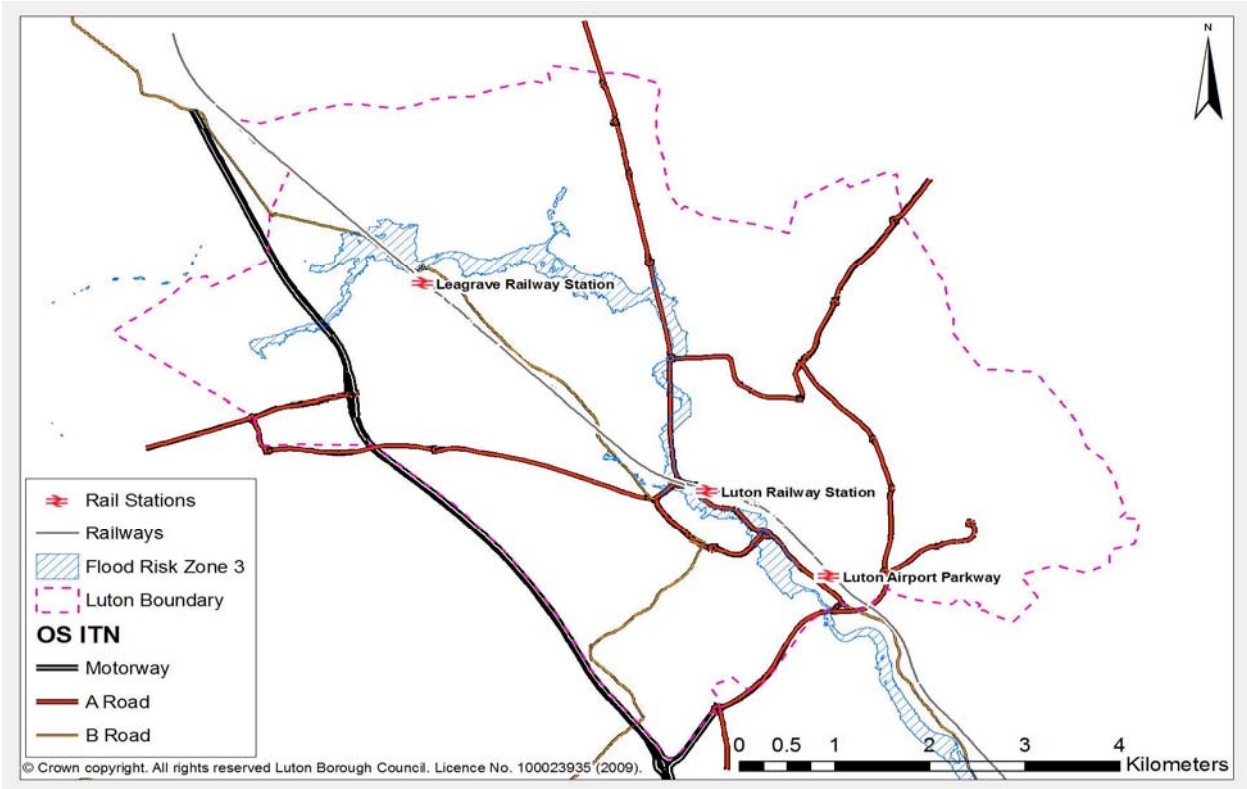 N
Leagrave Railway Station
Luton Railway Station
Luton Airport Parkway
Rail Stations
Railways
Flood Risk Zone 3
Luton Boundary
OS ITN
Motorway
A Road
B Road
0 0.5 1 2 3 4
Kilometers
© Crown copyright. All rights reserved Luton Borough Council. Licence No. 100023935 (2009).